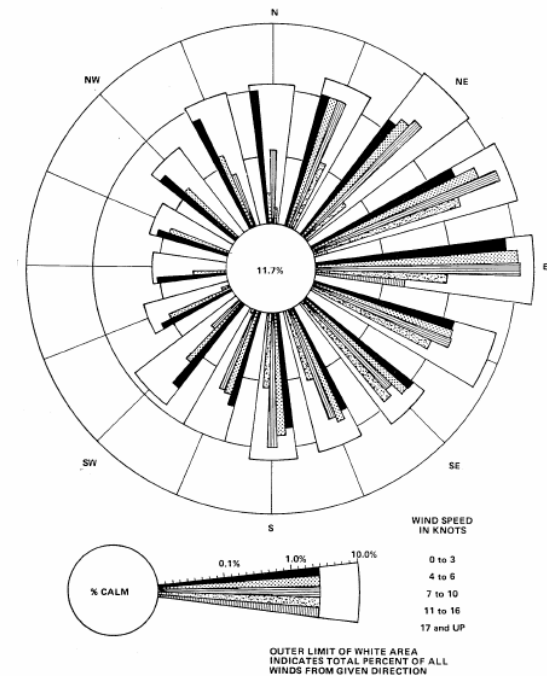 N
NW
NE
11.7%
E
SW
SE
S
WIND SPEED
IN KNOTS
0.1%
1.0%
10.0%
% CALM
0 to 3
4 to 6
7 to 10
11 to 16
17 and UP
OUTER LIMIT OF WHITE AREA
INDICATES TOTAL PERCENT OF ALL
WINDS FROM GIVEN DIRECTION